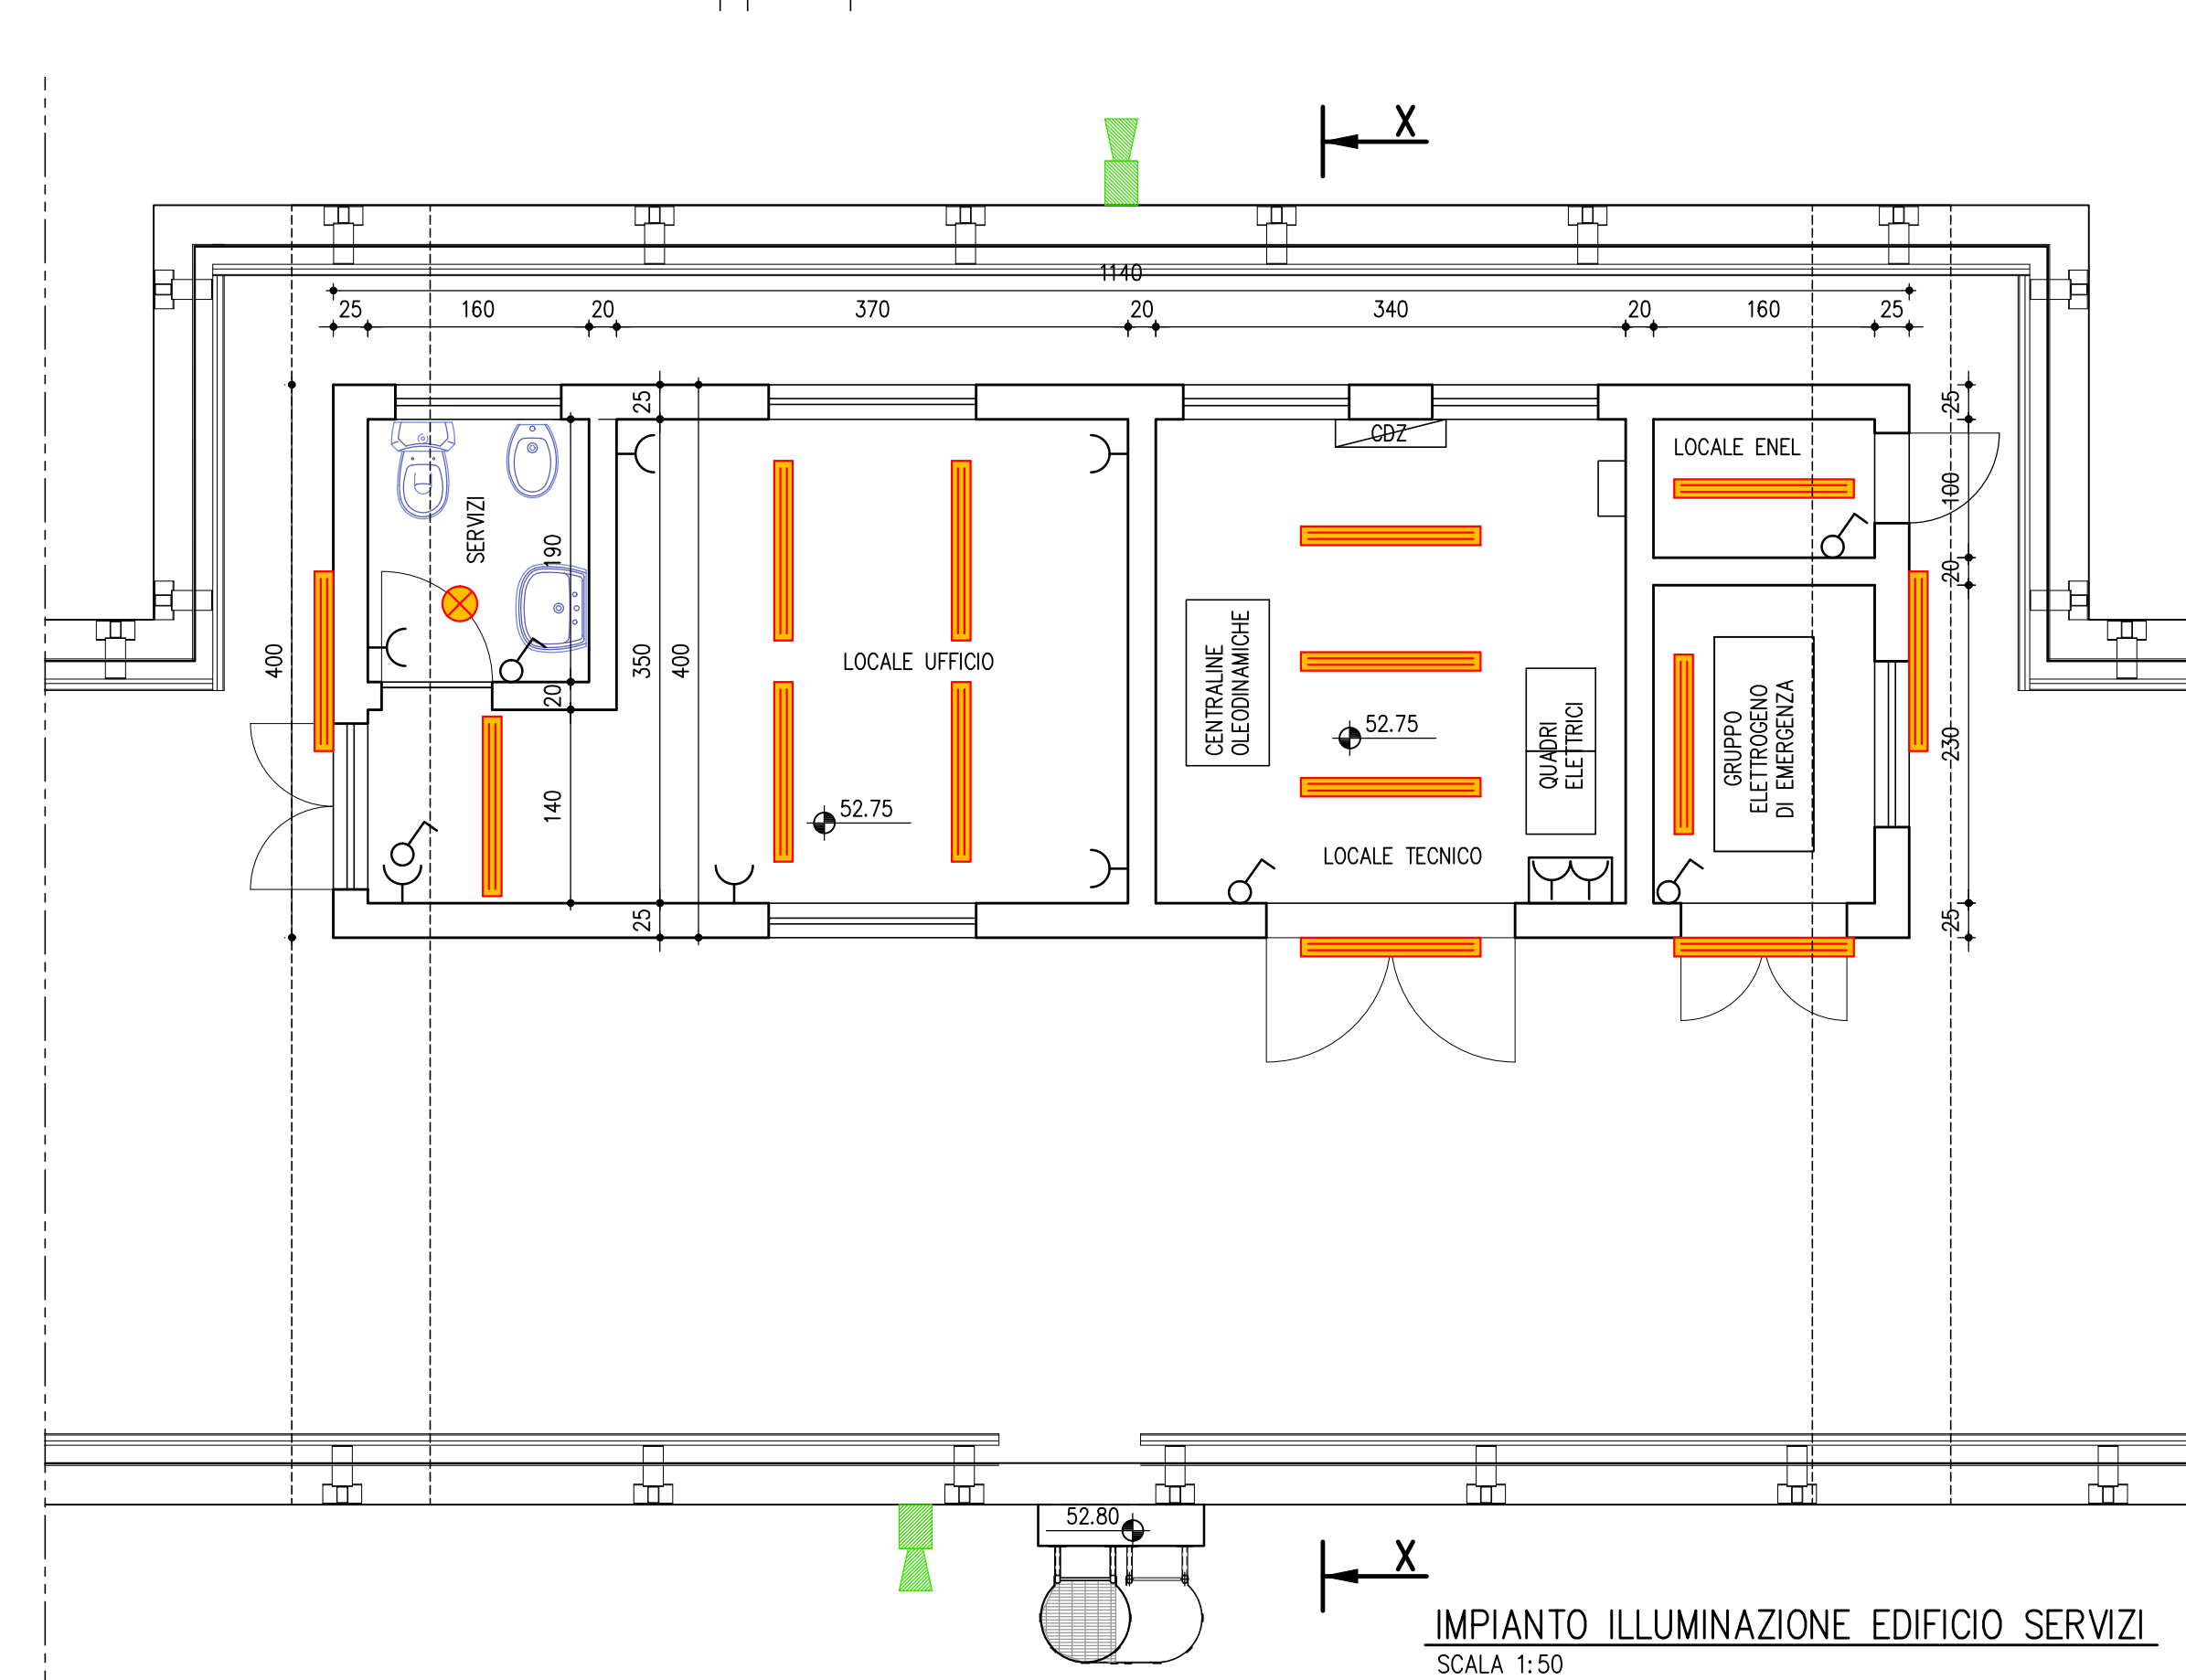 X
1140
25 160 20 370 20 340 20 160 25
25
25
CDZ
LOCALE ENEL
SERVIZI
190
100
20
400
350
400
LOCALE UFFICIO
20
140
52.75
CENTRALINE
OLEODINAMICHE
52.75
QUADRI
ELETTRICI
GRUPPO
ELETTROGENO
DI EMERGENZA
230
LOCALE TECNICO
25
25
52.80
X
IMPIANTO ILLUMINAZIONE EDIFICIO SERVIZI
SCALA 1:50